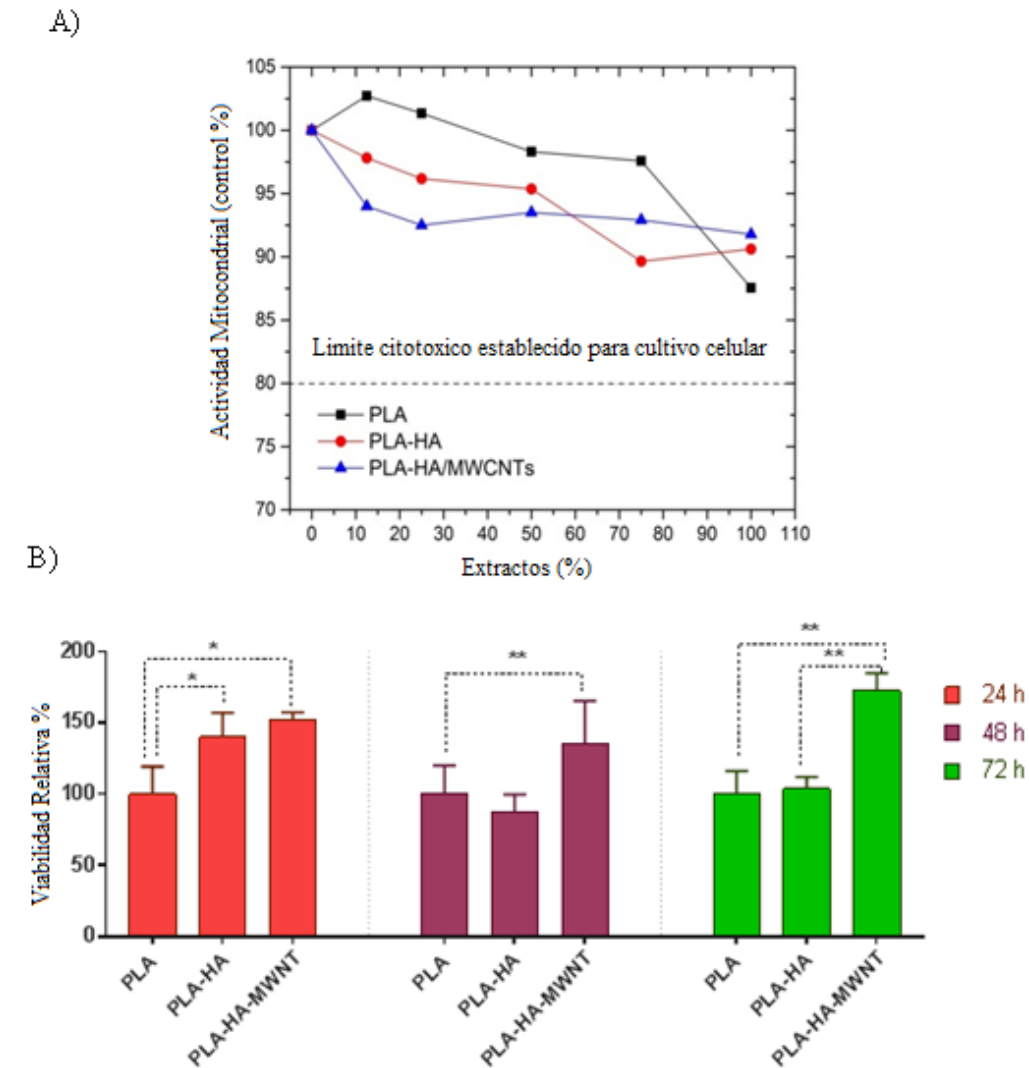 A)
105
100
95
90
85
80
75
70
Actividad Mitocondrial (control %)
Limite citotoxico establecido para cultivo celular
PLA
PLA-HA
PLA-HA/MWCNTs
0 10 20 30 40 50 60 70 80 90 100 110
Extractos (%)
B)
200
150
100
50
0
Viabilidad Relativa %
* *
**
** **
24 h
48 h
72 h
PLA PLA-HA PLA-HA-MWNT
PLA PLA-HA PLA-HA-MWNT
PLA PLA-HA PLA-HA-MWNT